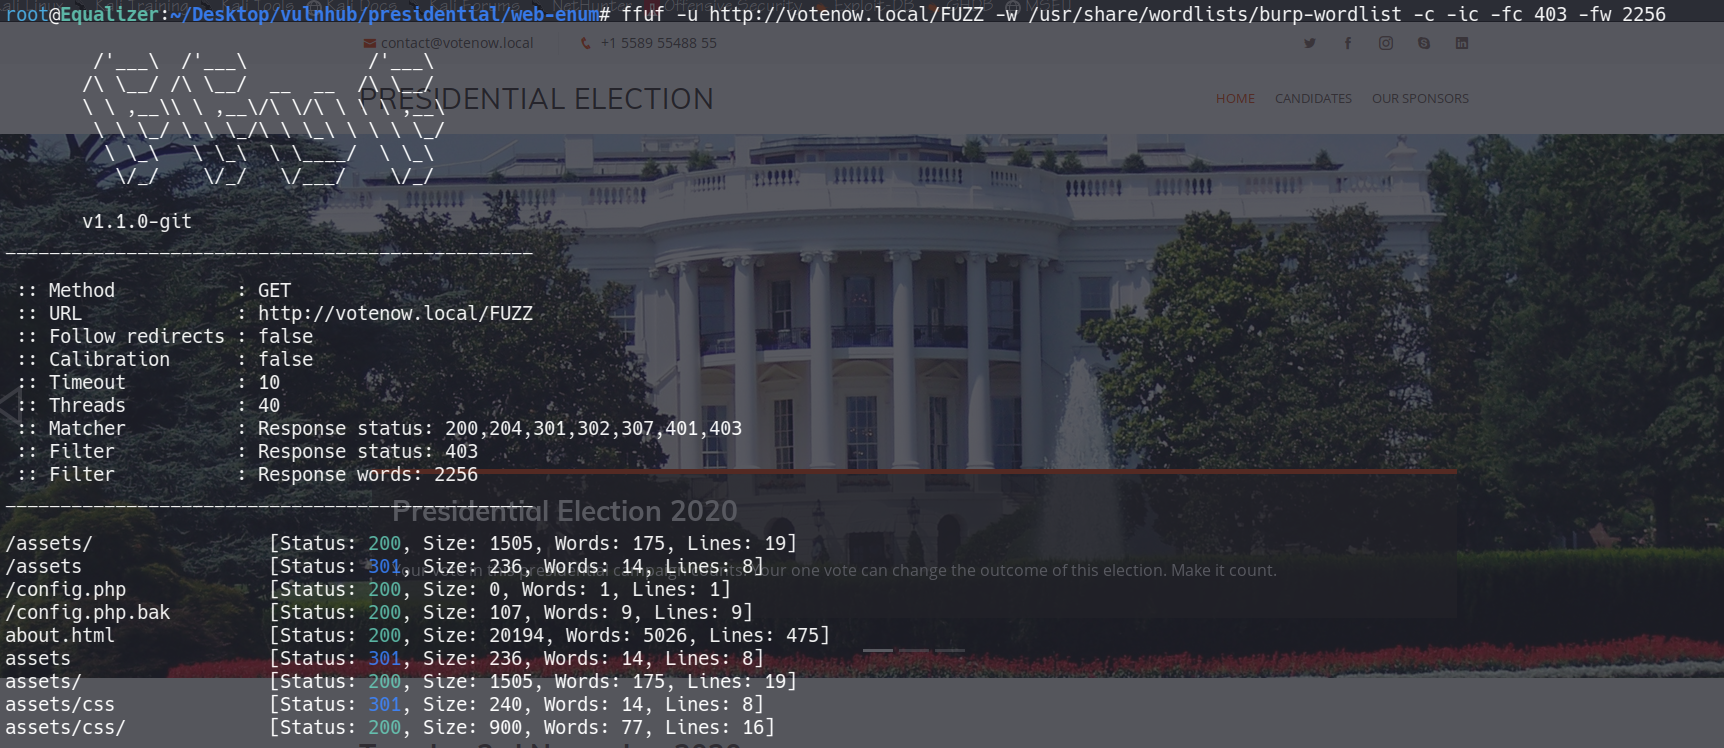 root@Equalizer:~/Desktop/vulnhub/presidential/web-enum# ffuf -u http://votenow.local/FUZZ -w /usr/share/wordlists/burp-wordlist -c -ic -fc 403 -fw 2256
contact@votenow.local +1 5589 55488 55
PRESIDENTIAL ELECTION HOME CANDIDATES OUR SPONSORS
v1.1.0-git
:: Method : GET
:: URL : http://votenow.local/FUZZ
:: Follow redirects : false
:: Calibration : false
:: Timeout : 10
:: Threads : 40
:: Matcher : Response status: 200,204,301,302,307,401,403
:: Filter : Response status: 403
:: Filter : Response words: 2256
Presidential Election 2020
/assets/ [Status: 200, Size: 1505, Words: 175, Lines: 19]
/assets [Status: 301, Size: 236, Words: 14, Lines: 8]
Your vote in this presidential campaign counts. Your one vote can change the outcome of this election. Make it count.
/config.php [Status: 200, Size: 0, Words: 1, Lines: 1]
/config.php.bak [Status: 200, Size: 107, Words: 9, Lines: 9]
about.html [Status: 200, Size: 20194, Words: 5026, Lines: 475]
assets [Status: 301, Size: 236, Words: 14, Lines: 8]
assets/ [Status: 200, Size: 1505, Words: 175, Lines: 19]
assets/css [Status: 301, Size: 240, Words: 14, Lines: 8]
assets/css/ [Status: 200, Size: 900, Words: 77, Lines: 16]